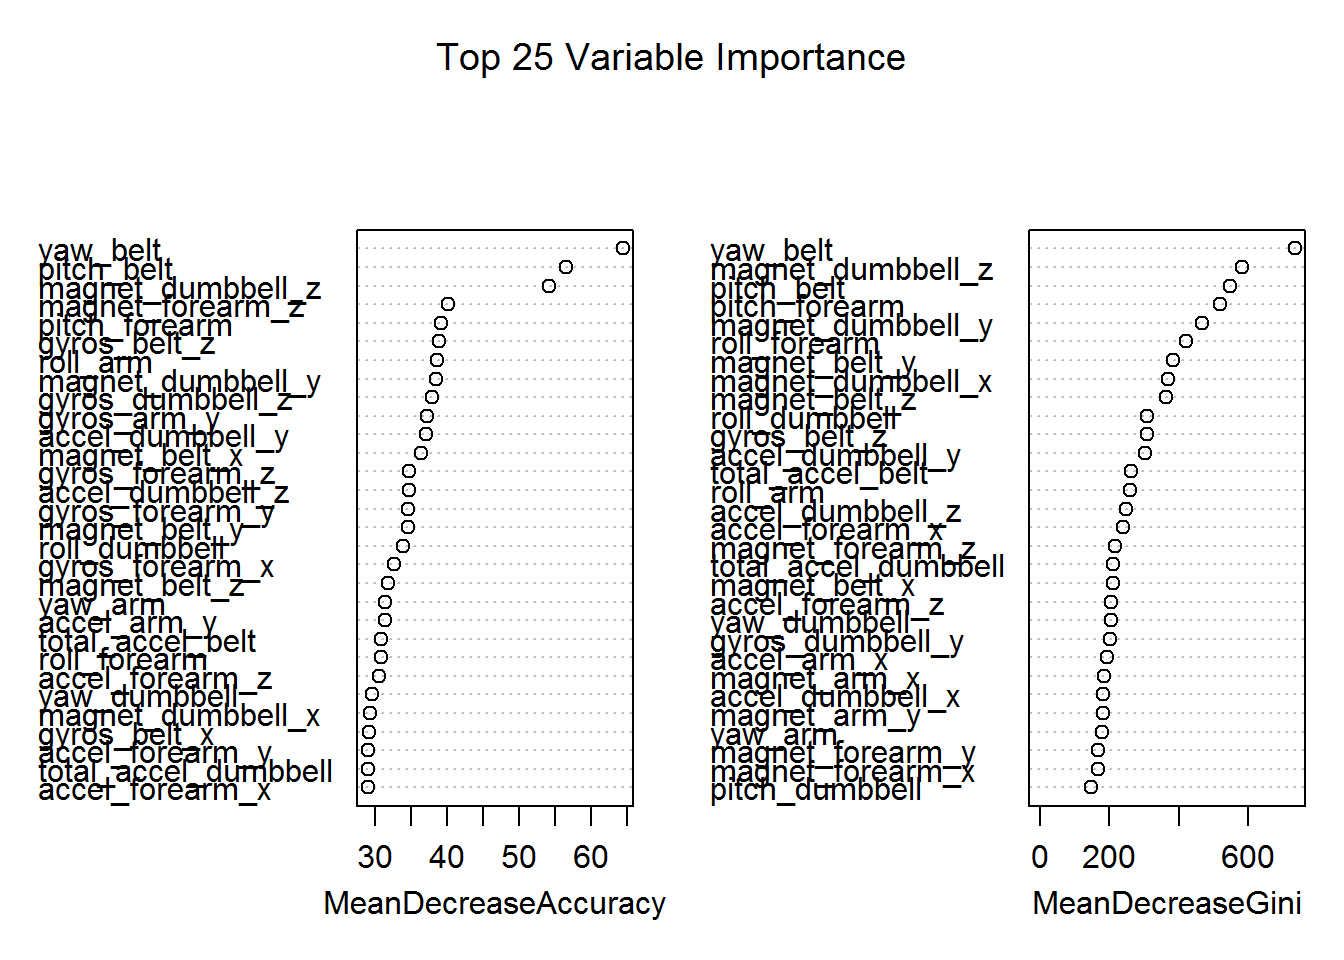 Top 25 Variable Importance
yaw_belt
pitch_belt
magnet_dumbbell_z
magnet_forearm_z
pitch_forearm
gyros_belt_z
roll_arm
magnet_dumbbell_y
gyros_dumbbell_z
gyros_arm_y
accel_dumbbell_y
magnet_belt_x
gyros_forearm_z
accel_dumbbell_z
gyros_forearm_y
magnet_belt_y
roll_dumbbell
gyros_forearm_x
magnet_belt_z
yaw_arm
accel_arm_y
total_accel_belt
roll_forearm
accel_forearm_z
yaw_dumbbell
magnet_dumbbell_x
gyros_belt_x
accel_forearm_y
total_accel_dumbbell
accel_forearm_x
30 40 50 60
MeanDecreaseAccuracy
yaw_belt
magnet_dumbbell_z
pitch_belt
pitch_forearm
magnet_dumbbell_y
roll_forearm
magnet_belt_y
magnet_dumbbell_x
magnet_belt_z
roll_dumbbell
gyros_belt_z
accel_dumbbell_y
total_accel_belt
roll_arm
accel_dumbbell_z
accel_forearm_x
magnet_forearm_z
total_accel_dumbbell
magnet_belt_x
accel_forearm_z
yaw_dumbbell
gyros_dumbbell_y
accel_arm_x
magnet_arm_x
accel_dumbbell_x
magnet_arm_y
yaw_arm
magnet_forearm_y
magnet_forearm_x
pitch_dumbbell
0 200 600
MeanDecreaseGini